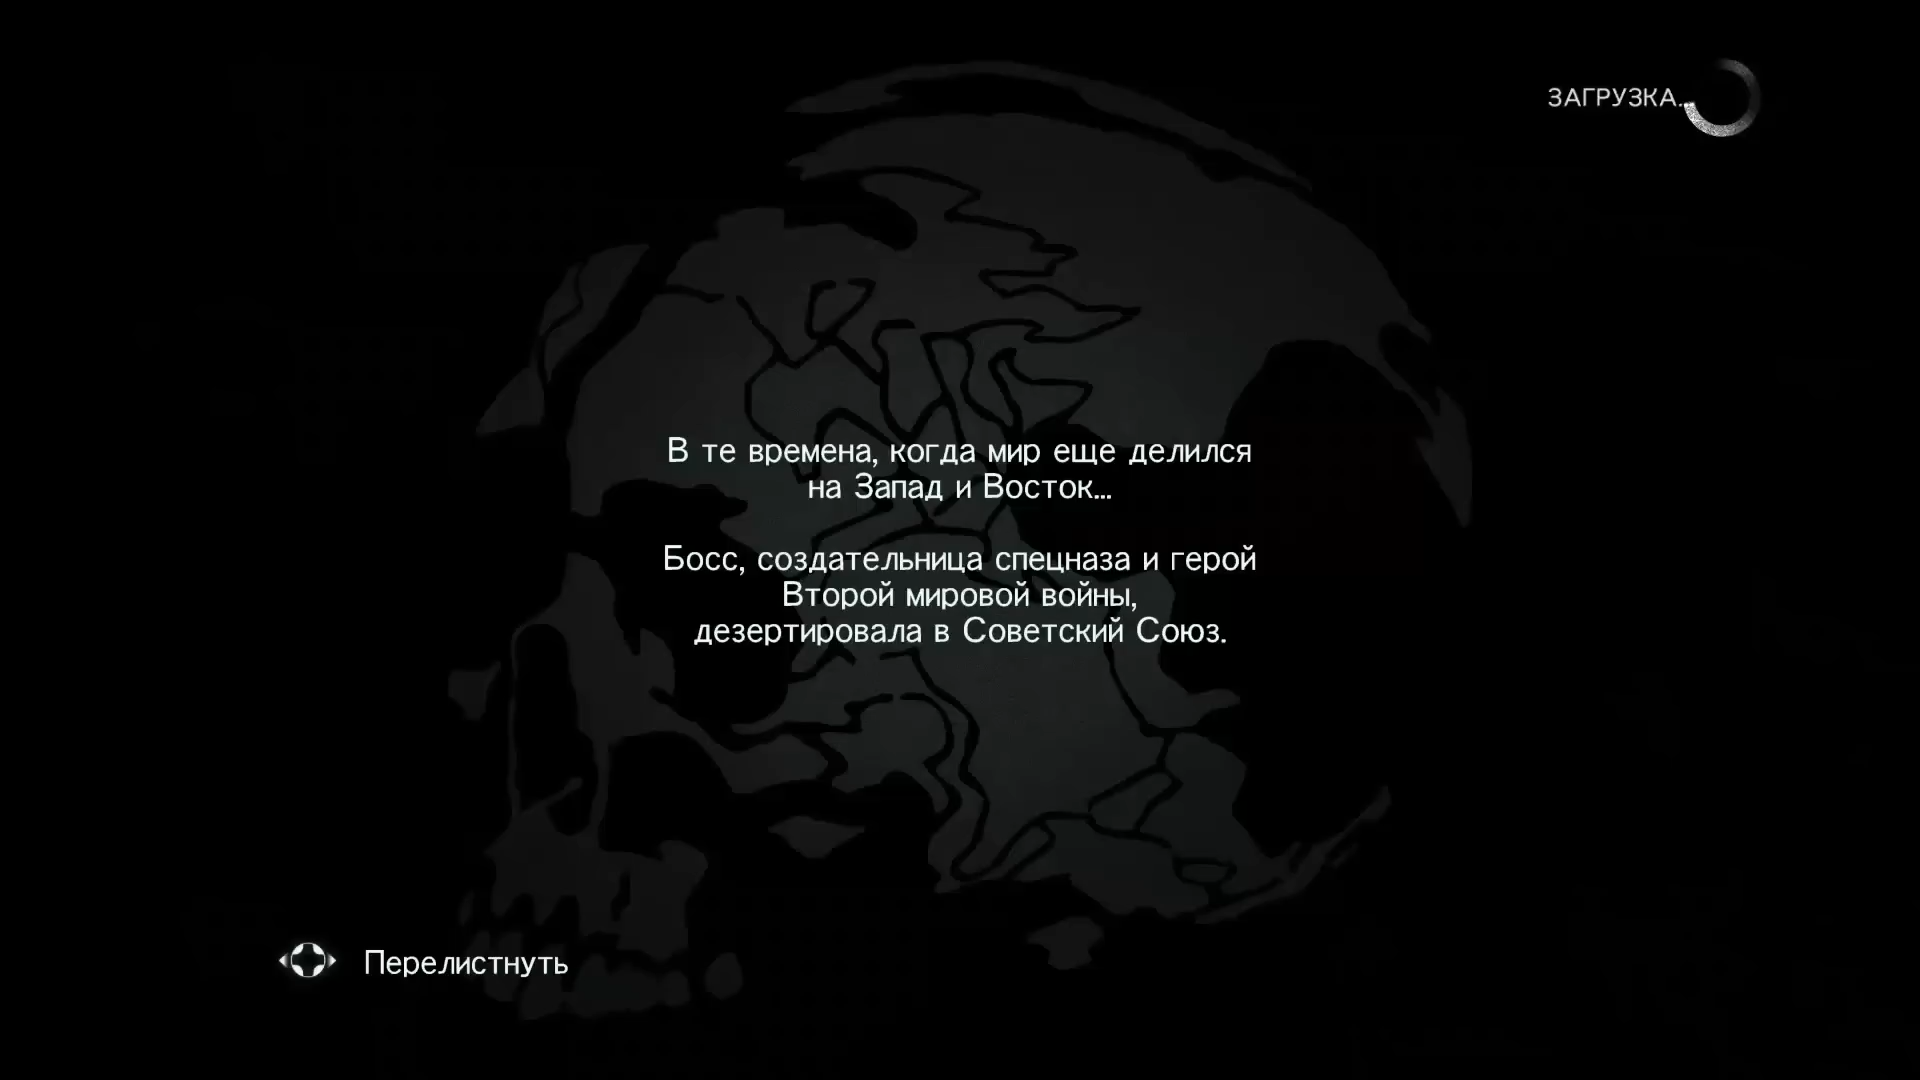 ЗАГРУЗКА...
В те времена, когда мир еще делился
на Запад и Восток...
Босс, создательница спецназа и герой
Второй мировой войны,
дезертировала в Советский Союз.
Перелистнуть